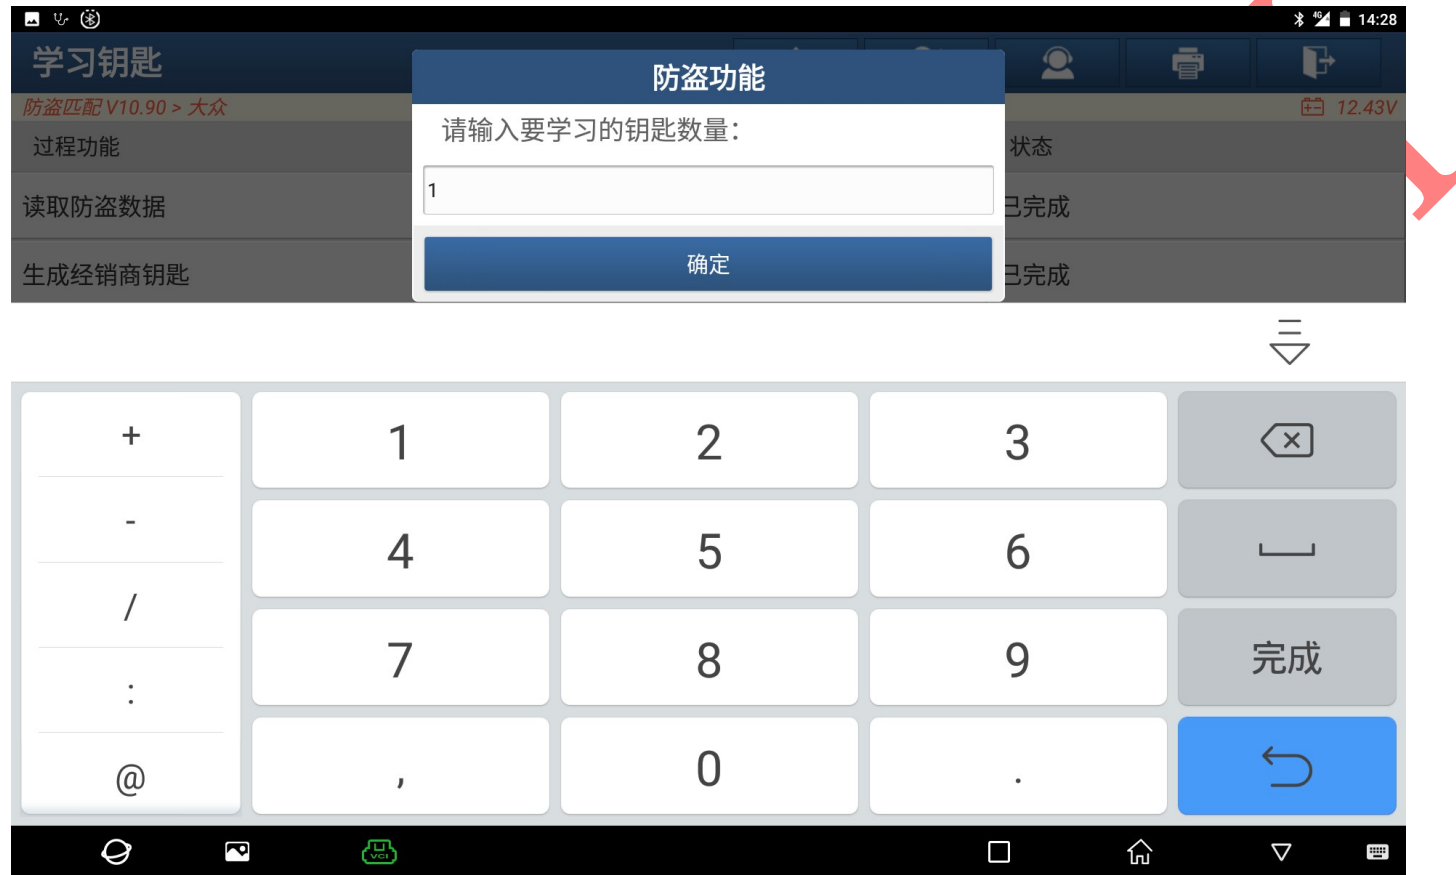 4G 14:28
学习钥匙
防盗功能
防盗匹配 V10.90 > 大众
12.43V
请输入要学习的钥匙数量：
过程功能
状态
1
读取防盗数据
已完成
确定
生成经销商钥匙
已完成
+
1
2
3
-
4
5
6
/
7
8
9
完成
:
@
,
0
.
VCI